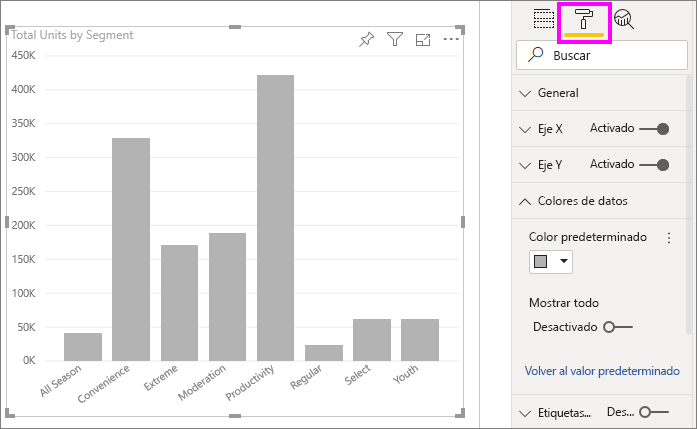 Total Units by Segment
450K
400K
350K
300K
250K
200K
150K
100K
50K
0K
All Season
Convenience
Extreme
Moderation
Productivity
Regular
Select
Youth
Buscar
General
Eje X Activado
Eje Y Activado
Colores de datos
Color predeterminado
Mostrar todo
Desactivado
Volver al valor predeterminado
Etiquetas... Des...